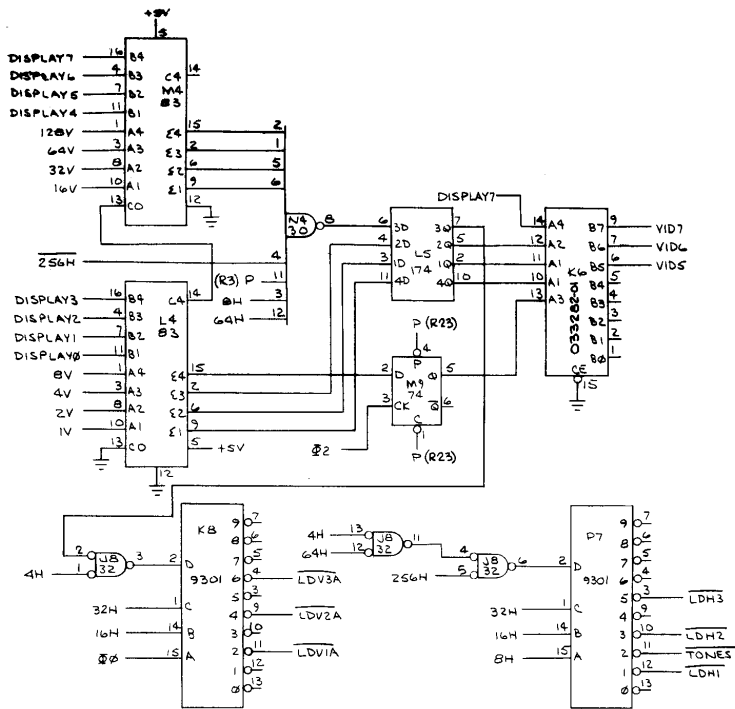 +5V
5
DISPLAY7 16 B4
DISPLAY6 4 B3 C4 14
DISPLAY5 7 B2 M4
DISPLAY4 11 B1 83
128V 1 A4 Σ4 15 2
64V 3 A3 Σ3 2 1
32V 8 A2 Σ2 6 5
16V 10 A1 Σ1 9 6
13 C0 12
N4 8
30
256H 4
(R3) P 11
8H 3
64H 12
DISPLAY3 16 B4 C4 14
DISPLAY2 4 B3 L4
DISPLAY1 7 B2 83
DISPLAY0 11 B1
8V 1 A4 Σ4 15
4V 3 A3 Σ3 2
2V 8 A2 Σ2 6
1V 10 A1 Σ1 9
13 C0 5 +5V
12
6 3D 3Q 7
4 2D 2Q 5
3 1D L5 1Q 2
11 4D 174 4Q 10
P (R23)
4
P
2 D Q 5
M9
74
3 CK Q 6
C
1
Φ2
P (R23)
DISPLAY7
14 A4 B7 9 VID7
12 A2 B6 7 VID6
11 A1 B5 6 VID5
10 A1 B4 5
13 A3 B3 4
B2 3
B1 2
B0 1
K6
033282-01
CE
15
2 J8 3
1 32
4H
K8
9301
2 D
32H 1 C
16H 14 B
Φ0 15 A
9 7
8 6
7 5
6 4 LDV3A
5 3
4 9 LDV2A
3 10
2 11 LDV1A
1 12
0 13
4H 13 J8 11
64H 12 32
4 J8 6
256H 5 32
P7
9301
2 D
32H 1 C
16H 14 B
8H 15 A
9 7
8 6
7 5
6 4
5 3 LDH3
4 9
3 10 LDH2
2 11 TONES
1 12 LDH1
0 13